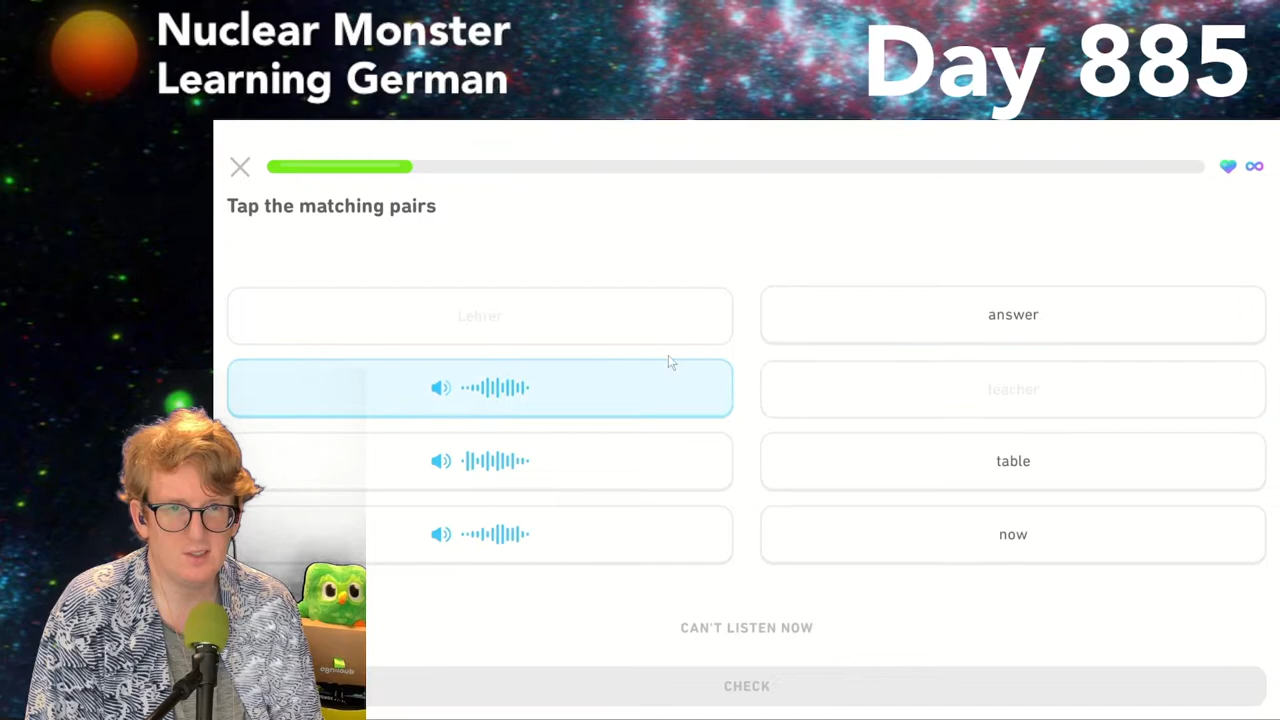 Nuclear Monster
Learning German
Day 885
Tap the matching pairs
Lehrer
answer
teacher
table
now
CAN'T LISTEN NOW
CHECK